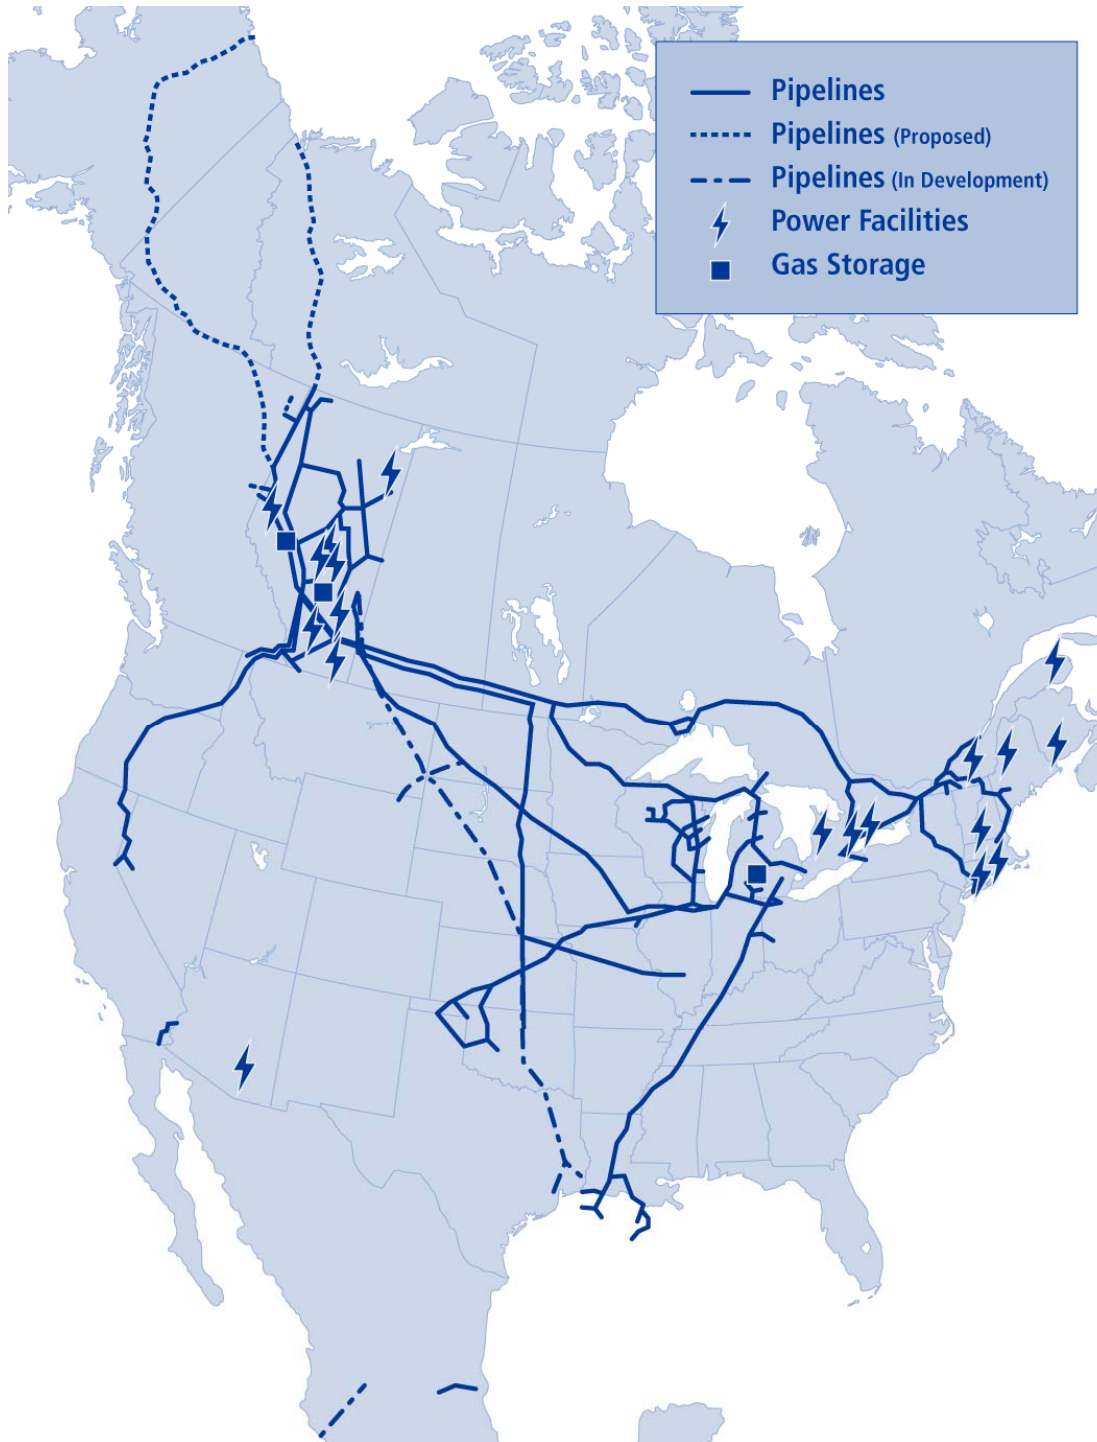 Pipelines
Pipelines (Proposed)
Pipelines (In Development)
Power Facilities
Gas Storage